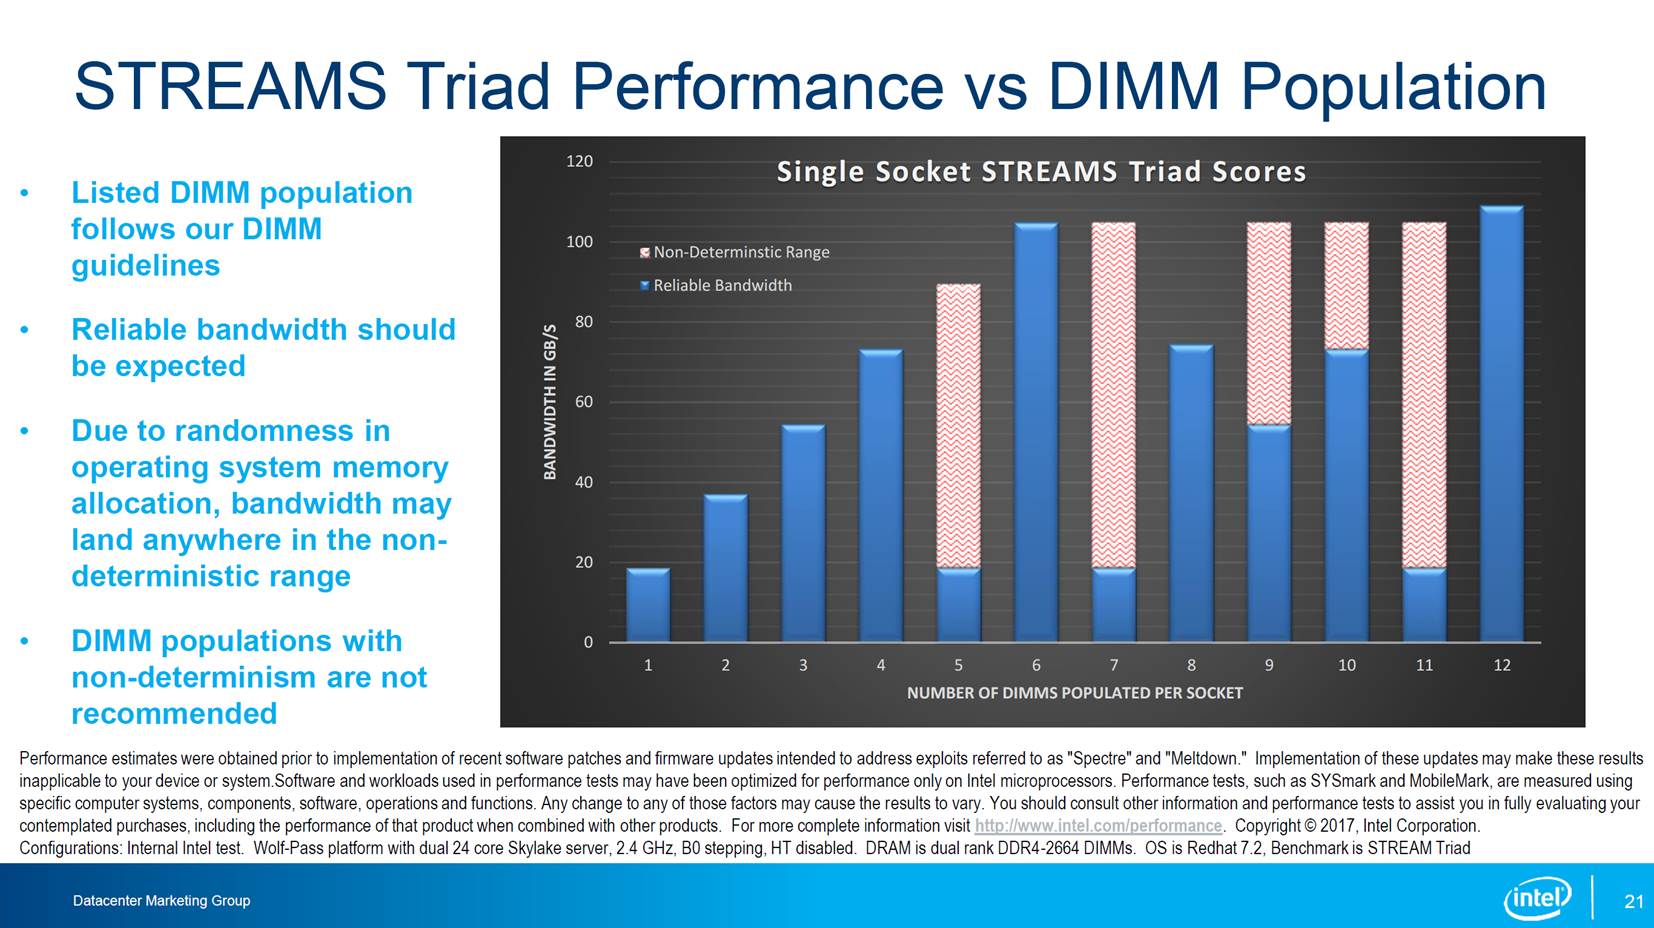 STREAMS Triad Performance vs DIMM Population
• Listed DIMM population
follows our DIMM
guidelines
• Reliable bandwidth should
be expected
• Due to randomness in
operating system memory
allocation, bandwidth may
land anywhere in the non-
deterministic range
• DIMM populations with
non-determinism are not
recommended
Single Socket STREAMS Triad Scores
Non-Determinstic Range
Reliable Bandwidth
BANDWIDTH IN GB/S
120
100
80
60
40
20
0
1 2 3 4 5 6 7 8 9 10 11 12
NUMBER OF DIMMS POPULATED PER SOCKET
Performance estimates were obtained prior to implementation of recent software patches and firmware updates intended to address exploits referred to as "Spectre" and "Meltdown." Implementation of these updates may make these results
inapplicable to your device or system.Software and workloads used in performance tests may have been optimized for performance only on Intel microprocessors. Performance tests, such as SYSmark and MobileMark, are measured using
specific computer systems, components, software, operations and functions. Any change to any of those factors may cause the results to vary. You should consult other information and performance tests to assist you in fully evaluating your
contemplated purchases, including the performance of that product when combined with other products. For more complete information visit http://www.intel.com/performance. Copyright © 2017, Intel Corporation.
Configurations: Internal Intel test. Wolf-Pass platform with dual 24 core Skylake server, 2.4 GHz, B0 stepping, HT disabled. DRAM is dual rank DDR4-2664 DIMMs. OS is Redhat 7.2, Benchmark is STREAM Triad
Datacenter Marketing Group
intel
21